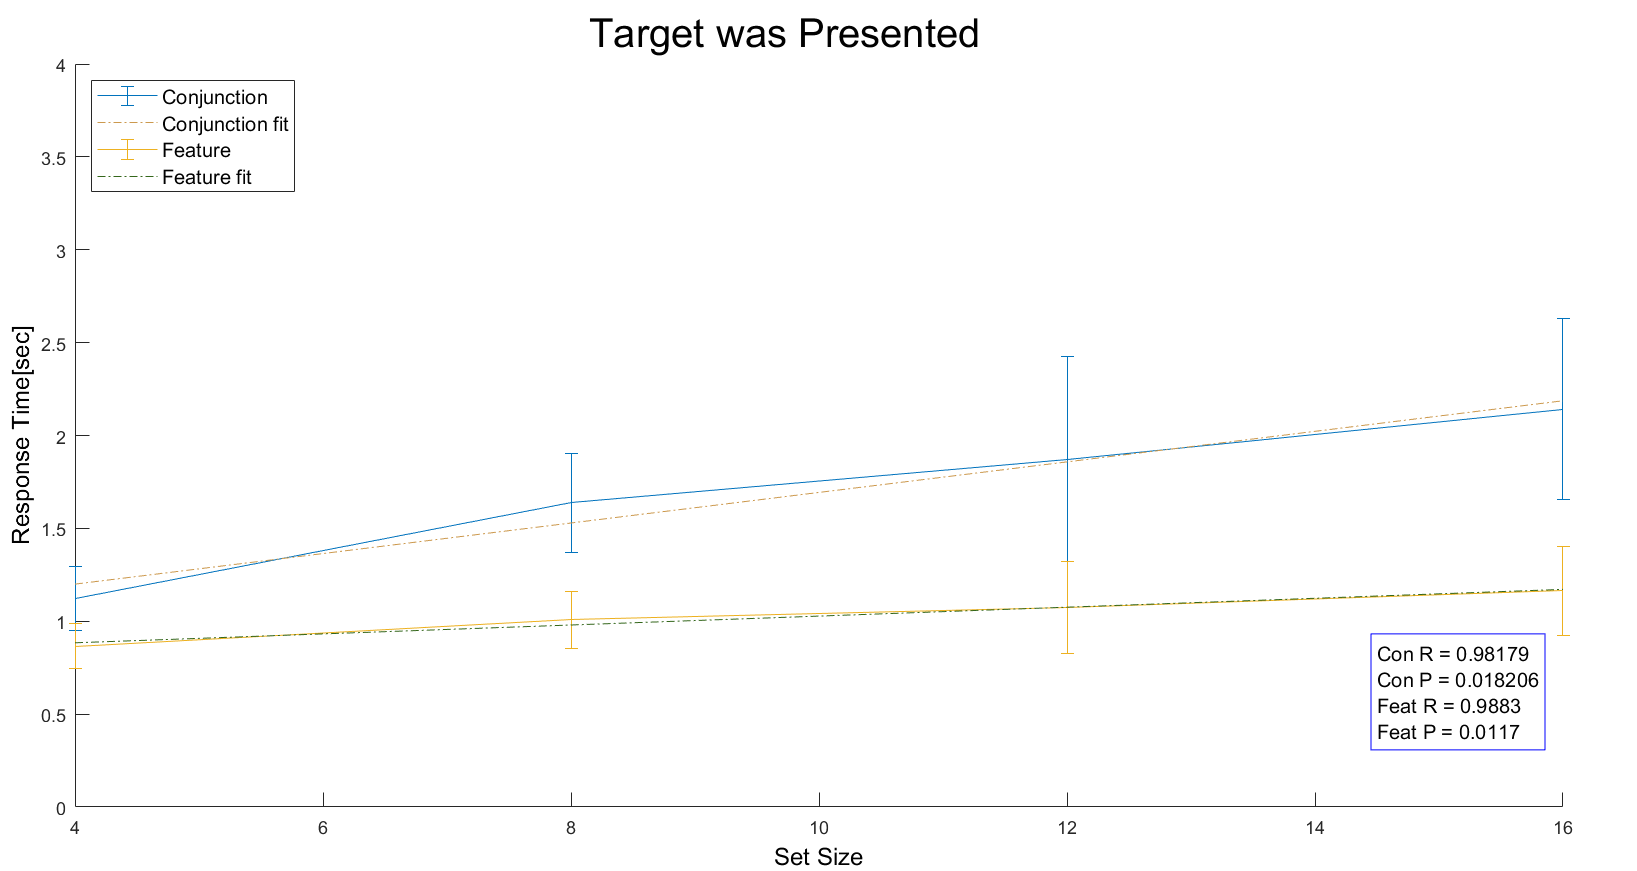 Target was Presented
4
3.5
3
2.5
2
1.5
1
0.5
0
Response Time[sec]
Conjunction
Conjunction fit
Feature
Feature fit
Con R = 0.98179
Con P = 0.018206
Feat R = 0.9883
Feat P = 0.0117
4 6 8 10 12 14 16
Set Size